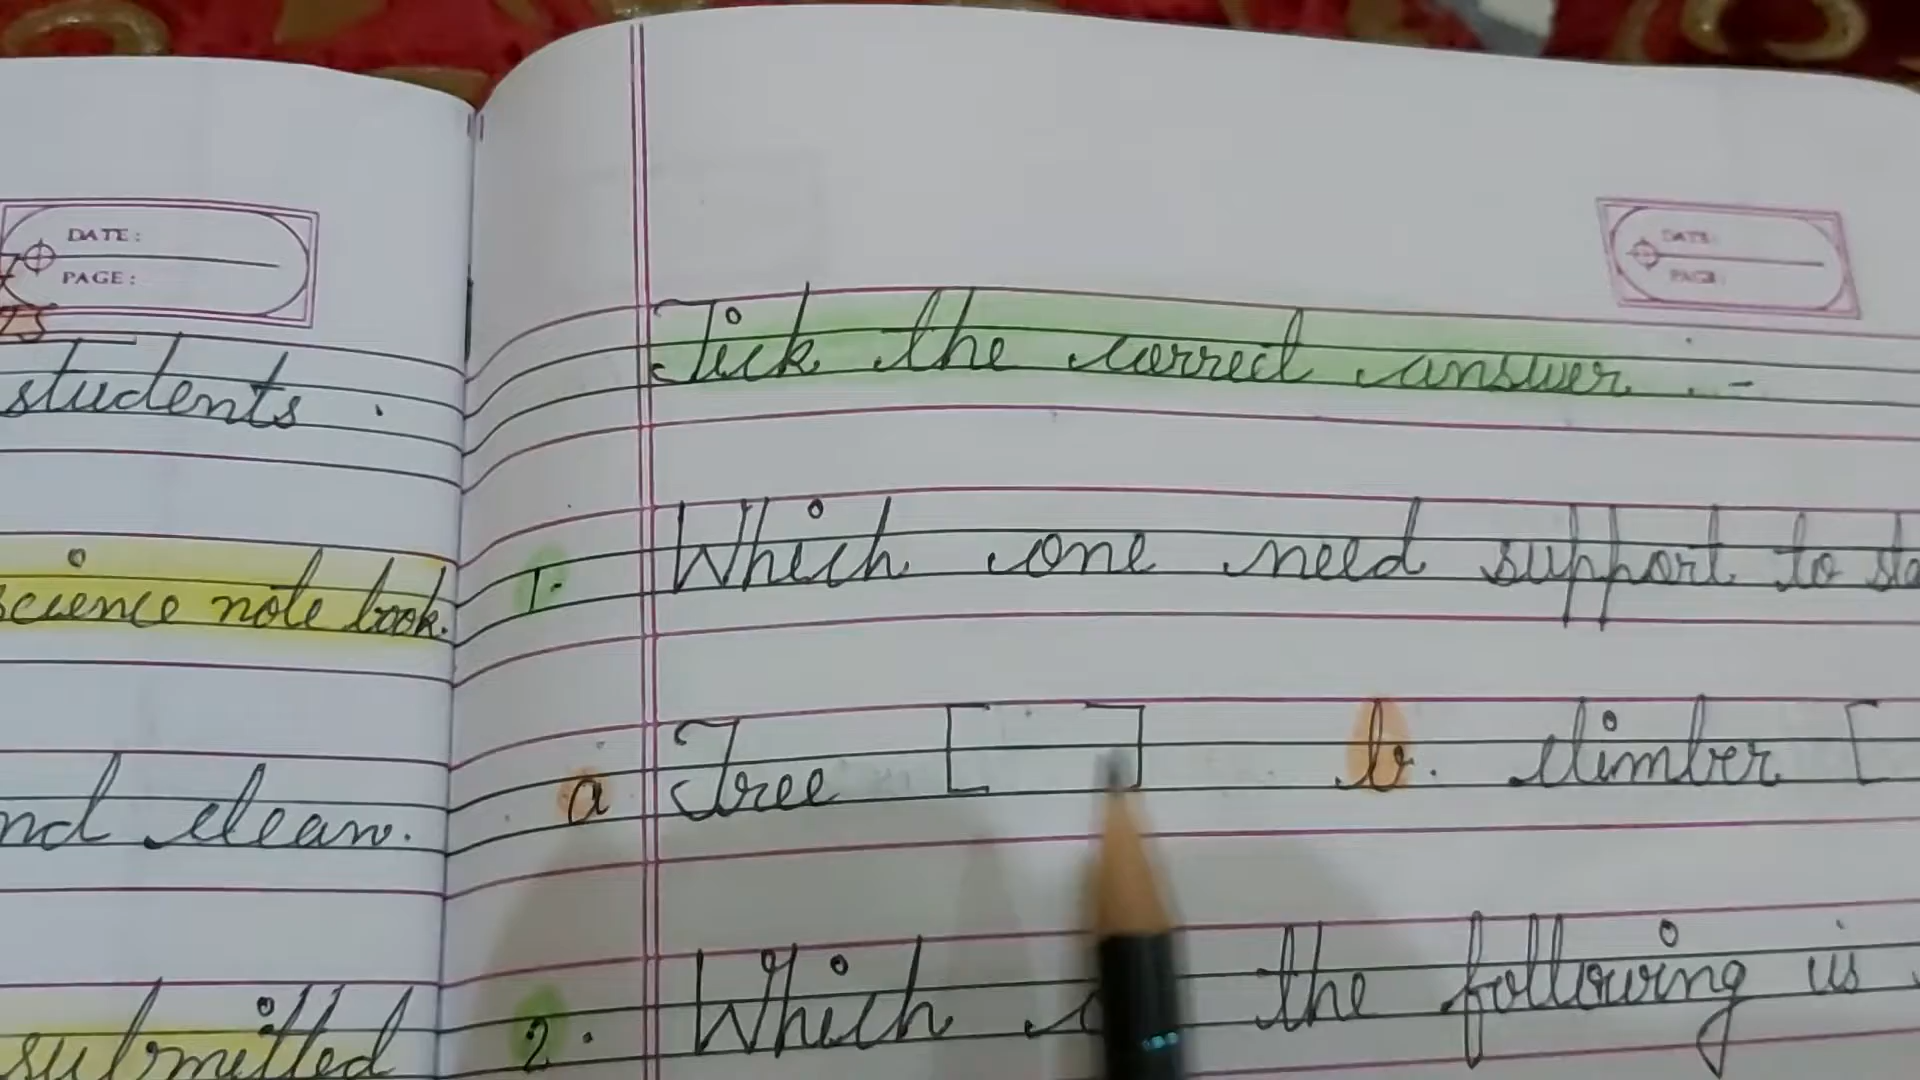 DATE:
PAGE:
students.
science note book.
nd clean.
submitted
DATE:
PAGE:
Tick the correct answer. -
1. Which one need support to sta
a Tree [ ] b. climber [
2. Which the following is